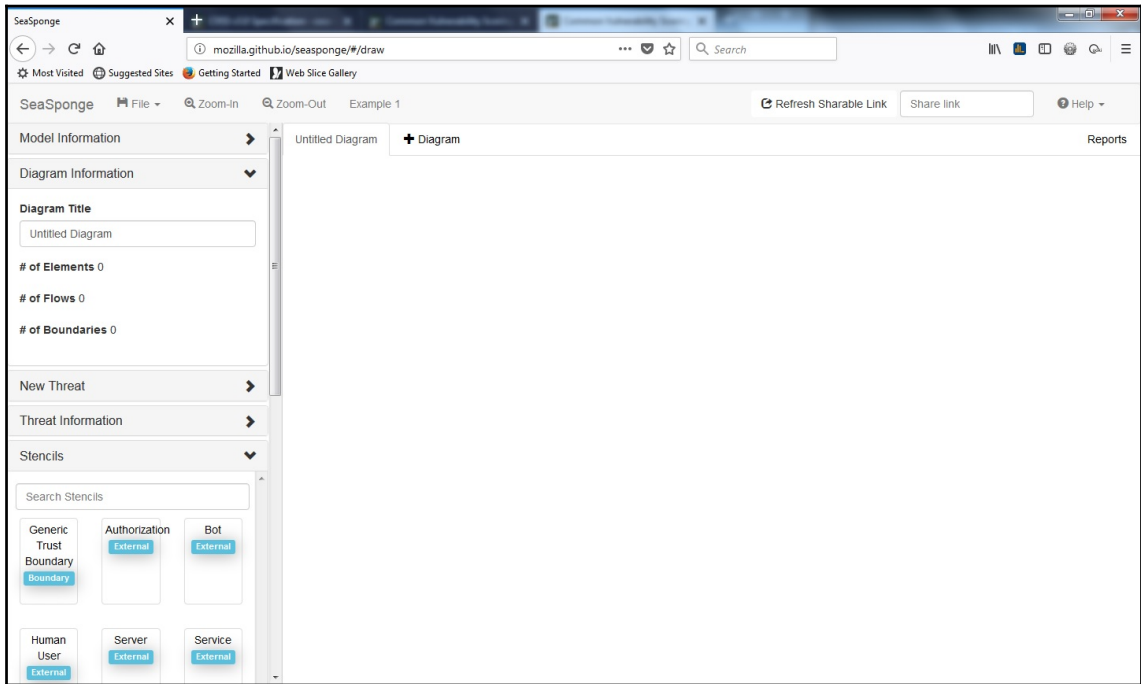 SeaSponge
mozilla.github.io/seasponge/#/draw
Search
Most Visited Suggested Sites Getting Started Web Slice Gallery
SeaSponge File Zoom-In Zoom-Out Example 1 Refresh Sharable Link Share link Help
Model Information
Untitled Diagram Diagram Reports
Diagram Information
Diagram Title
Untitled Diagram
# of Elements 0
# of Flows 0
# of Boundaries 0
New Threat
Threat Information
Stencils
Search Stencils
Generic Trust Boundary
Boundary
Authorization
External
Bot
External
Human User
External
Server
External
Service
External